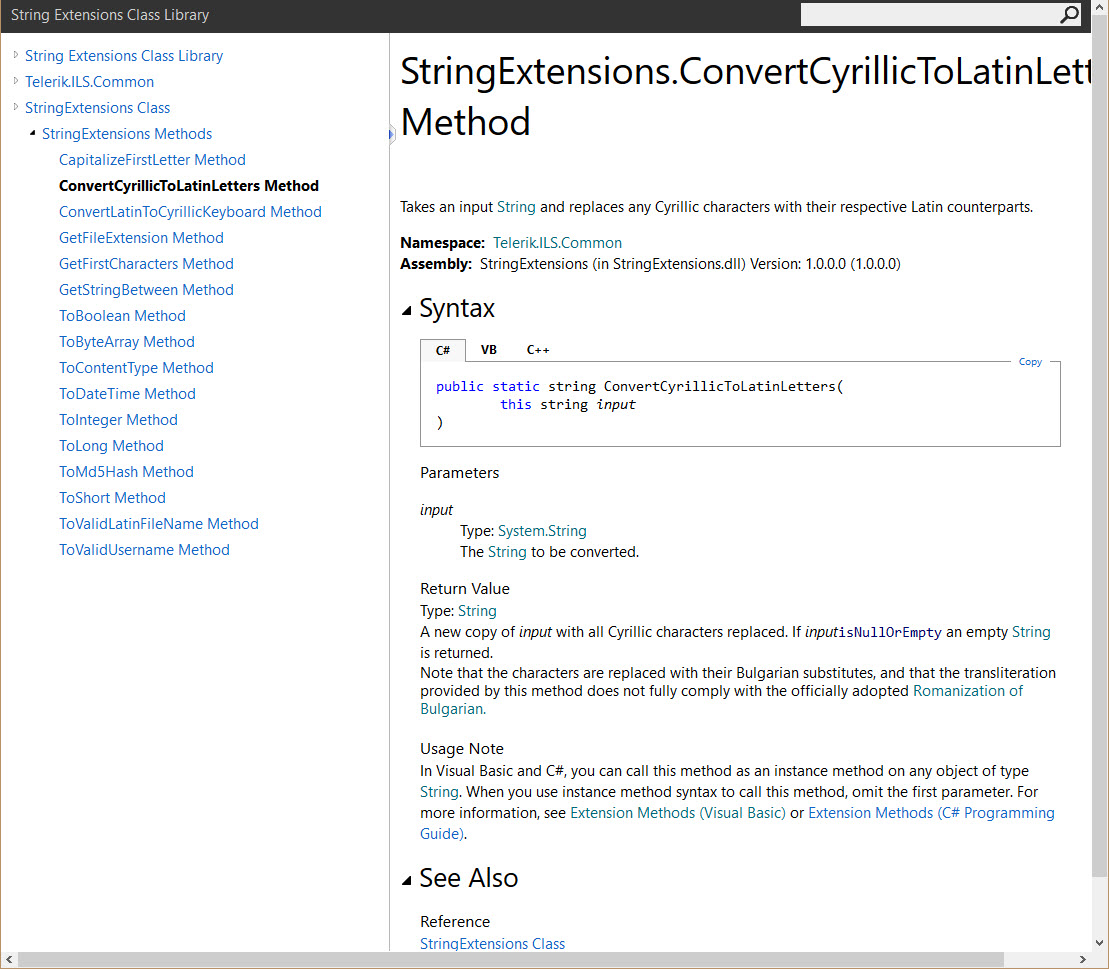 String Extensions Class Library
String Extensions Class Library
Telerik.ILS.Common
StringExtensions Class
StringExtensions Methods
CapitalizeFirstLetter Method
ConvertCyrillicToLatinLetters Method
ConvertLatinToCyrillicKeyboard Method
GetFileExtension Method
GetFirstCharacters Method
GetStringBetween Method
ToBoolean Method
ToByteArray Method
ToContentType Method
ToDateTime Method
ToInteger Method
ToLong Method
ToMd5Hash Method
ToShort Method
ToValidLatinFileName Method
ToValidUsername Method
StringExtensions.ConvertCyrillicToLatinLett
Method
Takes an input String and replaces any Cyrillic characters with their respective Latin counterparts.
Namespace: Telerik.ILS.Common
Assembly: StringExtensions (in StringExtensions.dll) Version: 1.0.0.0 (1.0.0.0)
Syntax
C# VB C++
Copy
public static string ConvertCyrillicToLatinLetters(
this string input
)
Parameters
input
Type: System.String
The String to be converted.
Return Value
Type: String
A new copy of input with all Cyrillic characters replaced. If inputisNullOrEmpty an empty String
is returned.
Note that the characters are replaced with their Bulgarian substitutes, and that the transliteration
provided by this method does not fully comply with the officially adopted Romanization of
Bulgarian.
Usage Note
In Visual Basic and C#, you can call this method as an instance method on any object of type
String. When you use instance method syntax to call this method, omit the first parameter. For
more information, see Extension Methods (Visual Basic) or Extension Methods (C# Programming
Guide).
See Also
Reference
StringExtensions Class